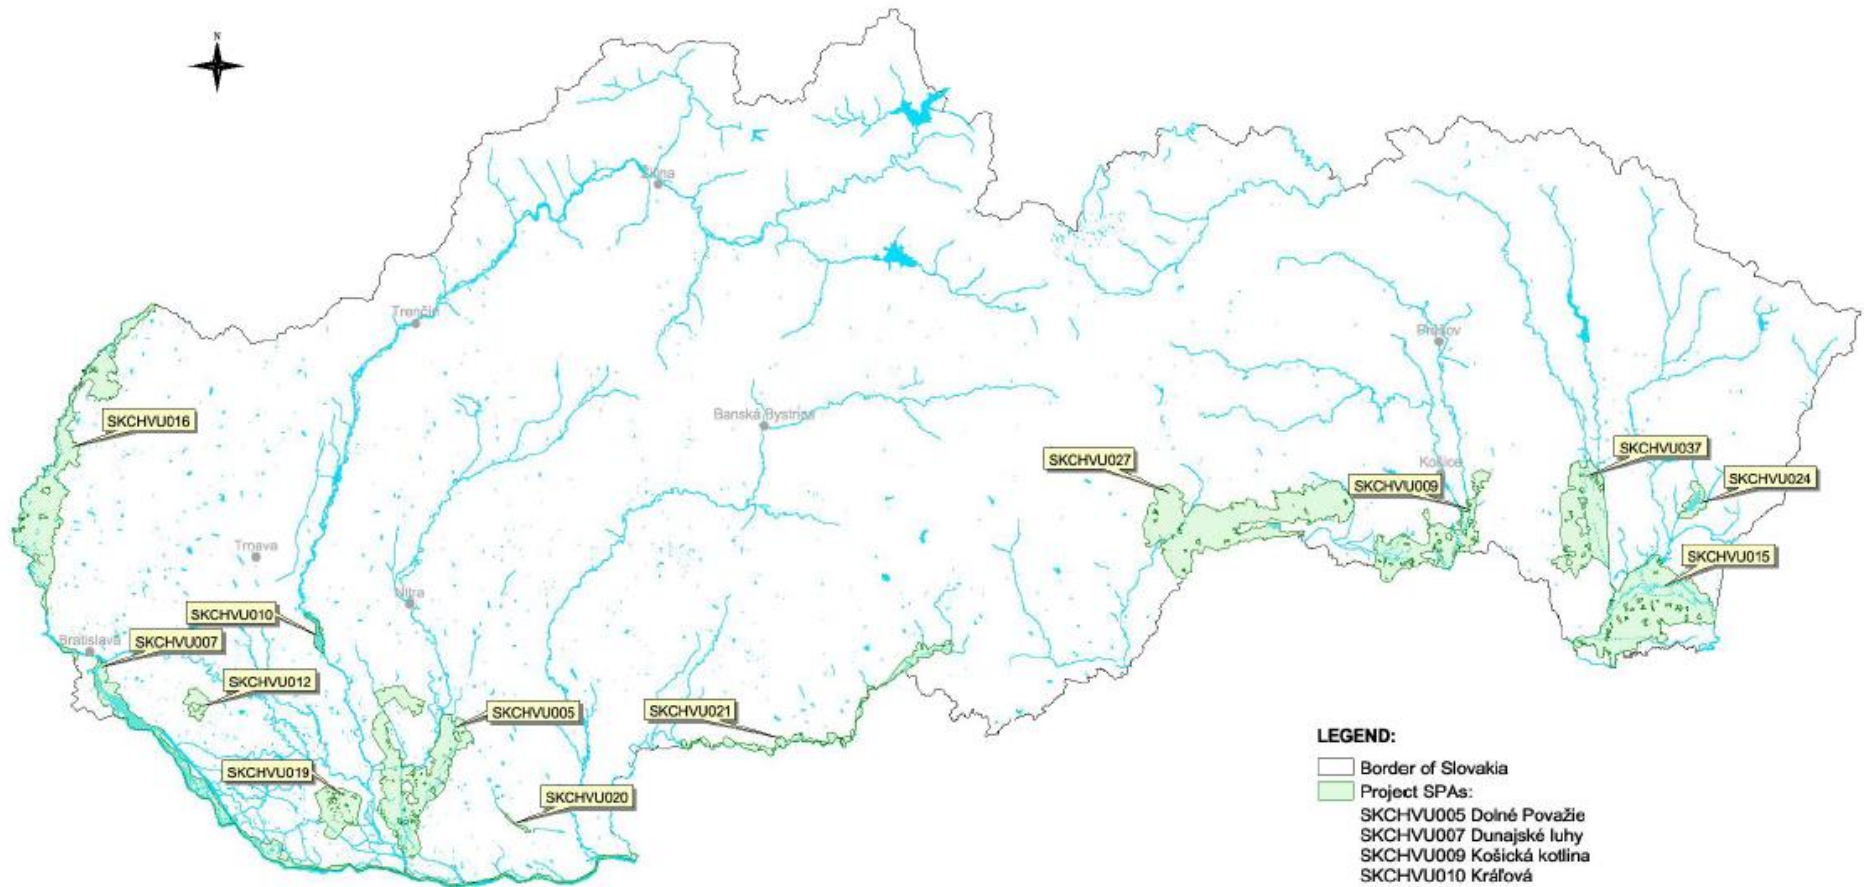 N
Žilina
Trenčín
Prešov
SKCHVU016
Banská Bystrica
SKCHVU037
SKCHVU027
Košice
SKCHVU024
SKCHVU009
Trnava
SKCHVU015
Nitra
SKCHVU010
Bratislava
SKCHVU007
SKCHVU012
SKCHVU005
SKCHVU021
SKCHVU019
SKCHVU020
LEGEND:
Border of Slovakia
Project SPAs:
SKCHVU005 Dolné Považie
SKCHVU007 Dunajské luhy
SKCHVU009 Košická kotlina
SKCHVU010 Kráľová